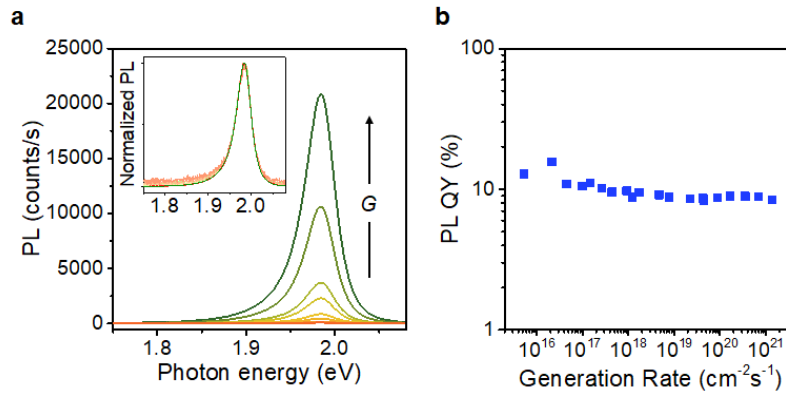 a
25000
20000
15000
10000
5000
0
PL (counts/s)
1.8
1.9
2.0
Photon energy (eV)
Normalized PL
1.8
1.9
2.0
G
b
100
10
1
PL QY (%)
10^16
10^17
10^18
10^19
10^20
10^21
Generation Rate (cm⁻²s⁻¹)